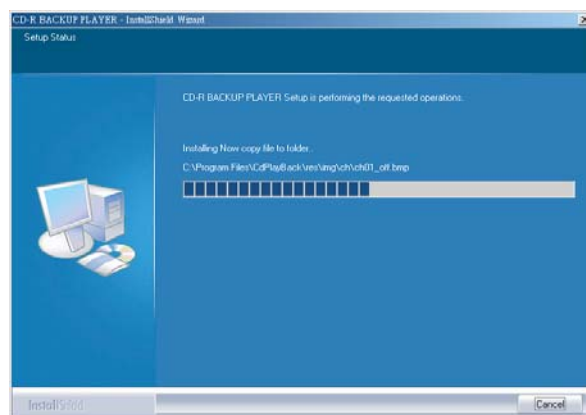 CD-R BACKUP PLAYER - InstallShield Wizard
Setup Status
CD-R BACKUP PLAYER Setup is performing the requested operations.
Installing Now copy file to folder..
C:\Program Files\CdPlayBack\res\img\ch\ch01_off.bmp
InstallShield
Cancel